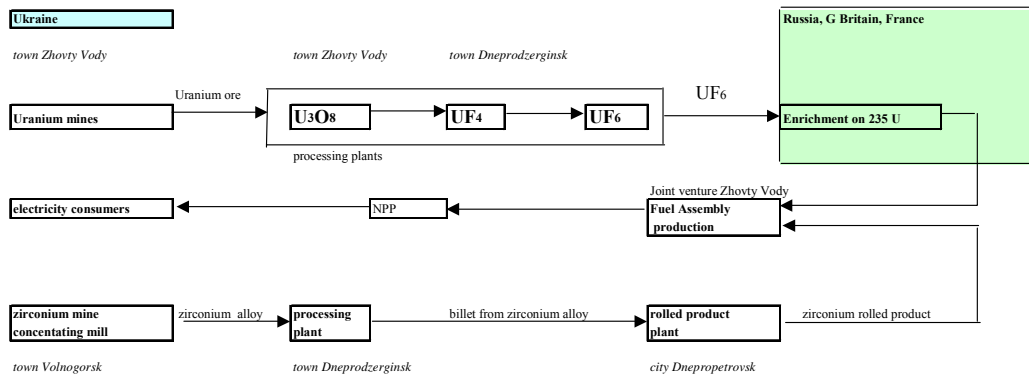 Ukraine
Russia, G Britain, France
town Zhovty Vody
town Zhovty Vody
town Dneprodzerginsk
Uranium ore
UF6
Uranium mines
U3O8
UF4
UF6
Enrichment on 235 U
processing plants
Joint venture Zhovty Vody
electricity consumers
NPP
Fuel Assembly
production
zirconium mine
concentating mill
zirconium alloy
processing
plant
billet from zirconium alloy
rolled product
plant
zirconium rolled product
town Volnogorsk
town Dneprodzerginsk
city Dnepropetrovsk